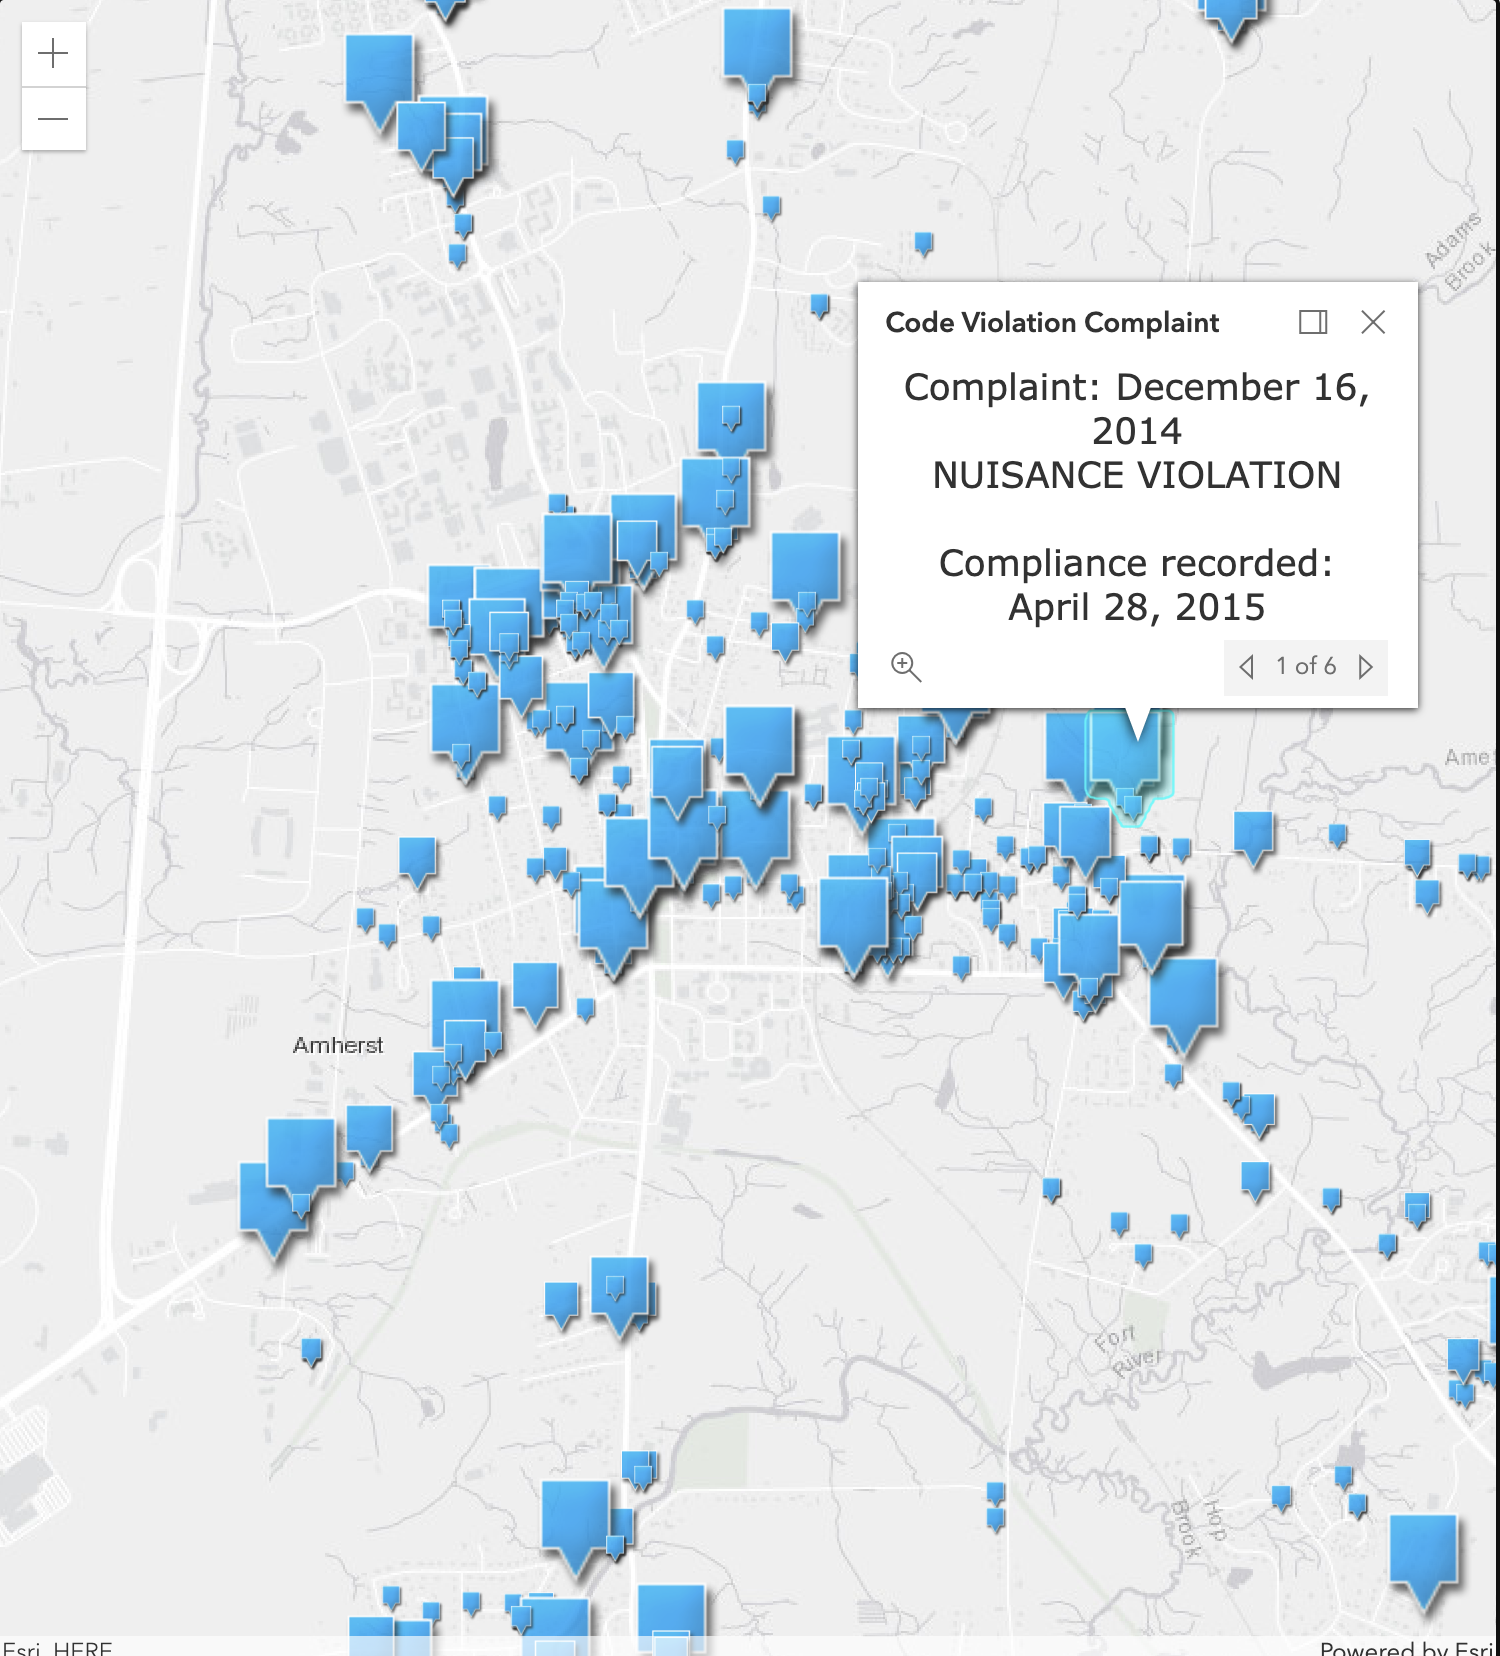 Adams
Brook
Code Violation Complaint
Complaint: December 16,
2014
NUISANCE VIOLATION
Compliance recorded:
April 28, 2015
1 of 6
Ame
Amherst
Fort
River
Hop
Brook
Esri, HERE
Powered by Esri